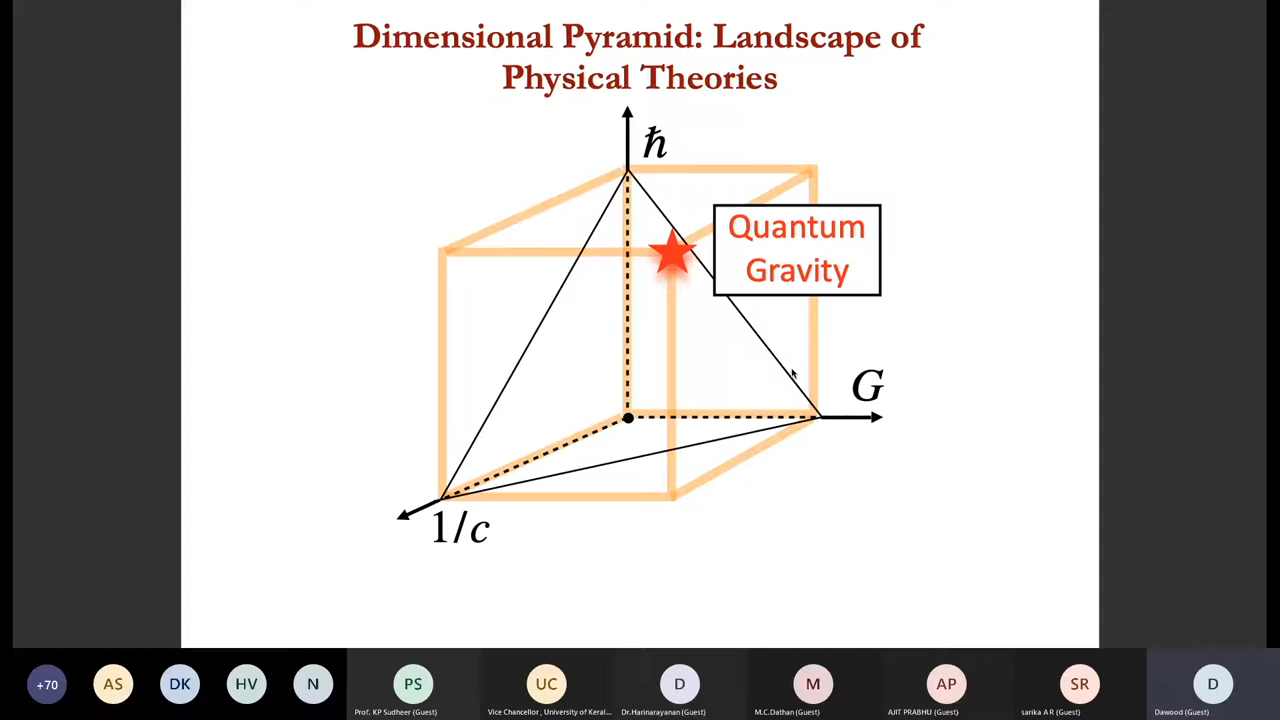 Dimensional Pyramid: Landscape of
Physical Theories
ħ
Quantum
Gravity
G
1/c
+70
AS
DK
HV
N
PS
UC
D
M
AP
SR
D
Prof. KP Sudheer (Guest)
Vice Chancellor , University of Keral...
Dr.Harinarayanan (Guest)
M.C.Dathan (Guest)
AJIT PRABHU (Guest)
sarika A R (Guest)
Dawood (Guest)